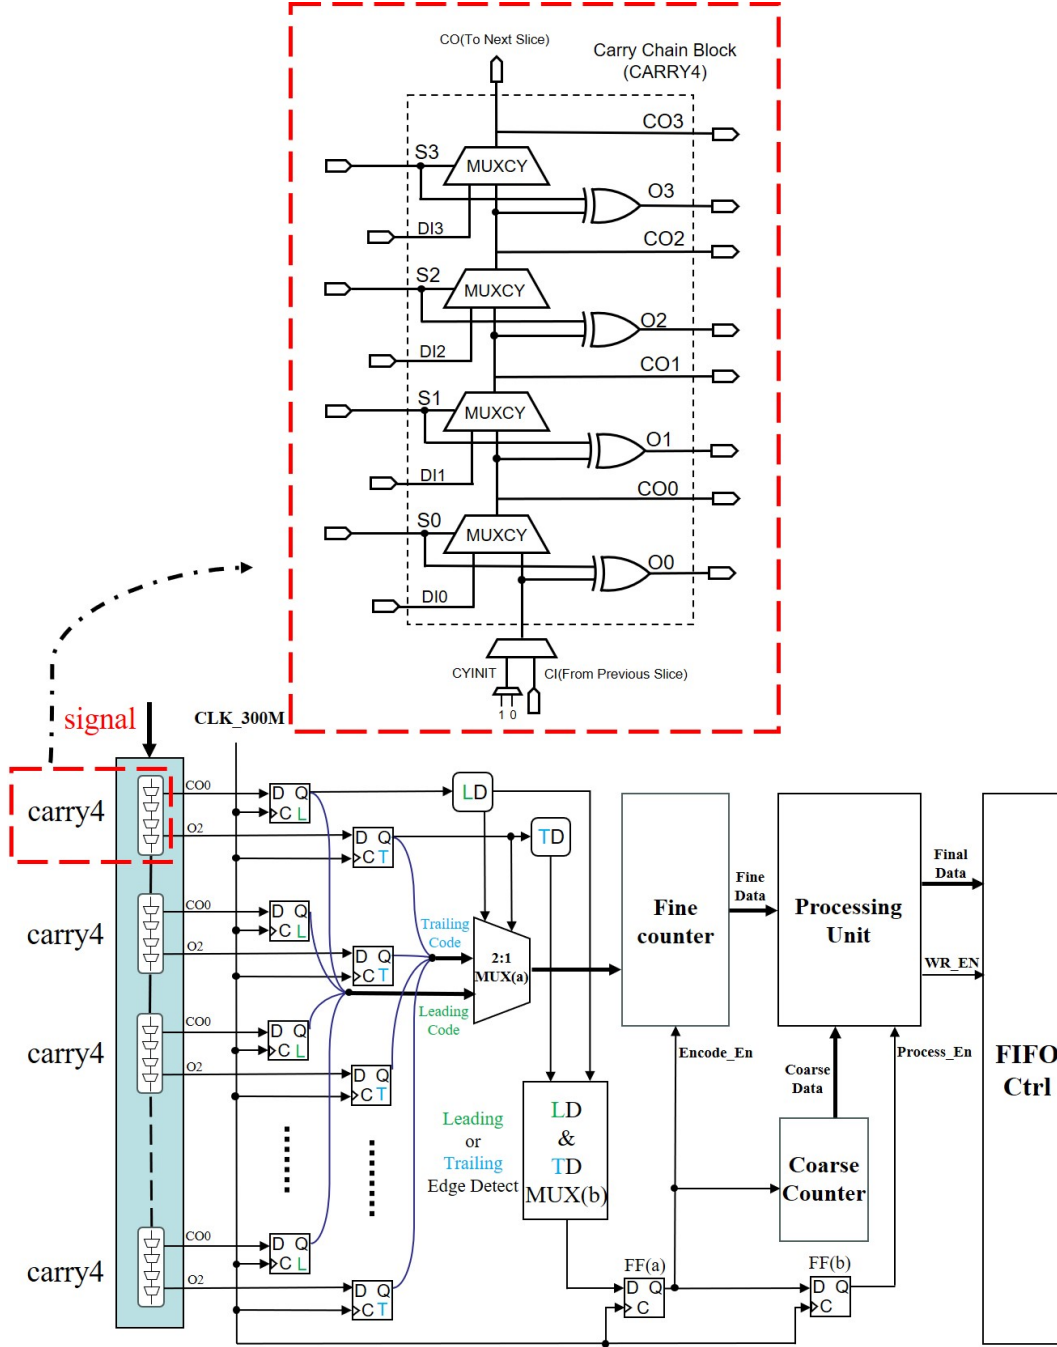 CO(To Next Slice)
Carry Chain Block
(CARRY4)
CO3
S3
MUXCY
O3
DI3
CO2
S2
MUXCY
O2
DI2
CO1
S1
MUXCY
O1
DI1
CO0
S0
MUXCY
O0
DI0
CYINIT
CI(From Previous Slice)
1 0
signal
CLK_300M
carry4
CO0
D Q
C L
LD
O2
D Q
C T
TD
carry4
CO0
D Q
C L
O2
D Q
C T
Trailing
Code
2:1
MUX(a)
Leading
Code
Fine
counter
Fine
Data
Processing
Unit
Final
Data
WR_EN
carry4
CO0
D Q
C L
O2
D Q
C T
Encode_En
Process_En
Coarse
Data
FIFO
Ctrl
Leading
or
Trailing
Edge Detect
LD
&
TD
MUX(b)
Coarse
Counter
carry4
CO0
D Q
C L
O2
D Q
C T
FF(a)
D Q
C
FF(b)
D Q
C